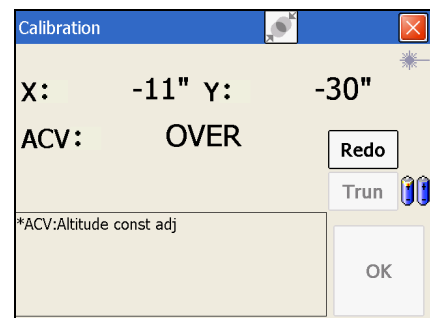 Calibration
X: -11" Y: -30"
ACV: OVER
Redo
Trun
*ACV:Altitude const adj
OK